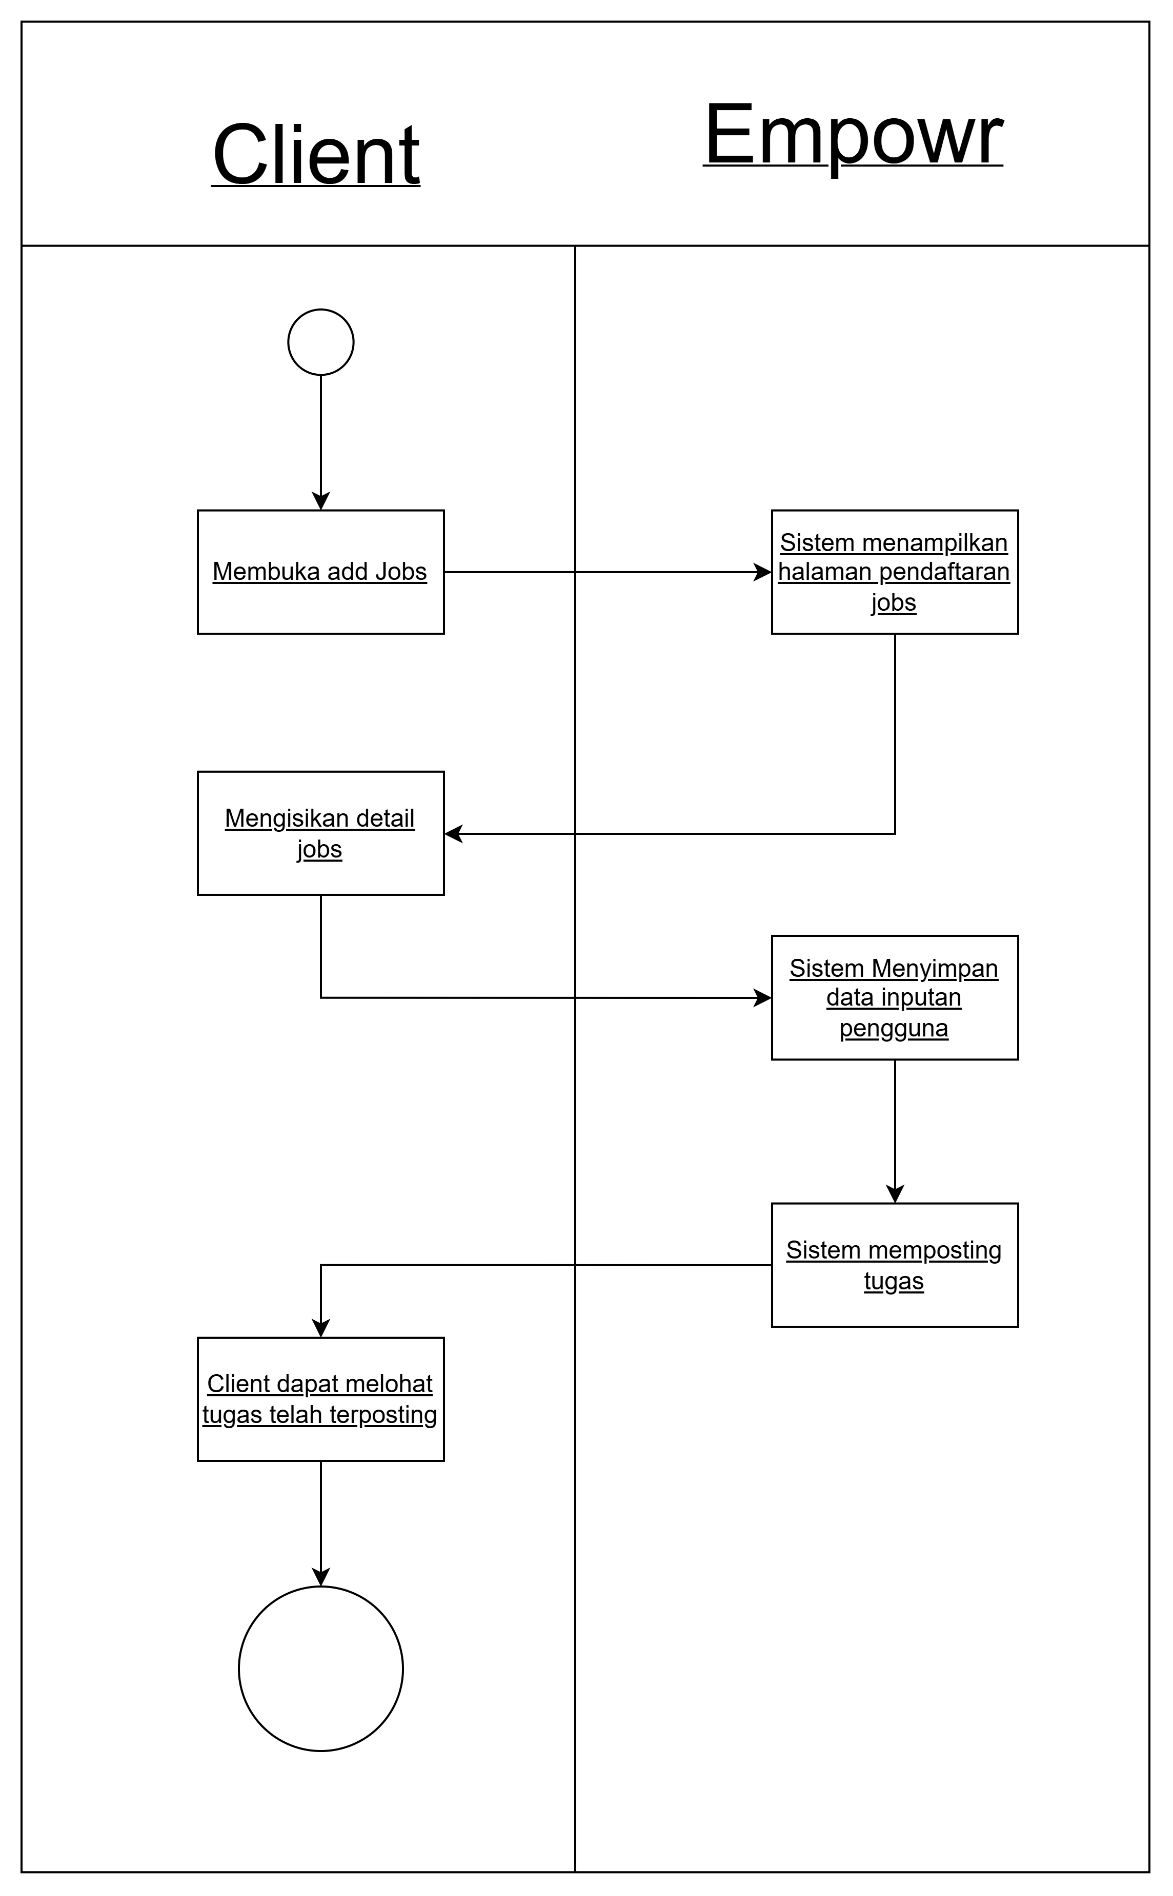 Client
Empowr
Membuka add Jobs
Sistem menampilkan
halaman pendaftaran
jobs
Mengisikan detail
jobs
Sistem Menyimpan
data inputan
pengguna
Sistem memposting
tugas
Client dapat melohat
tugas telah terposting